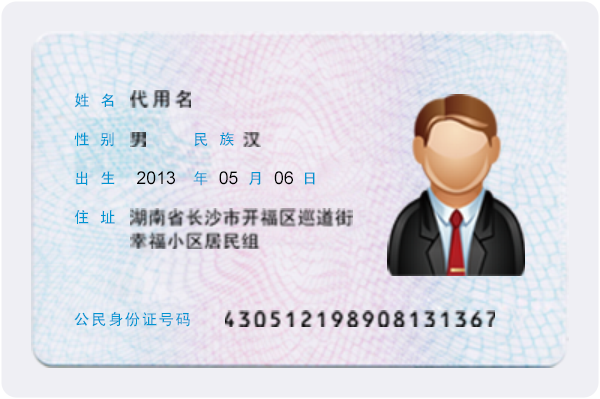 姓 名 代用名
性 别 男 民 族 汉
出 生 2013 年 05 月 06 日
住 址 湖南省长沙市开福区巡道街
幸福小区居民组
公民身份证号码 430512198908131367